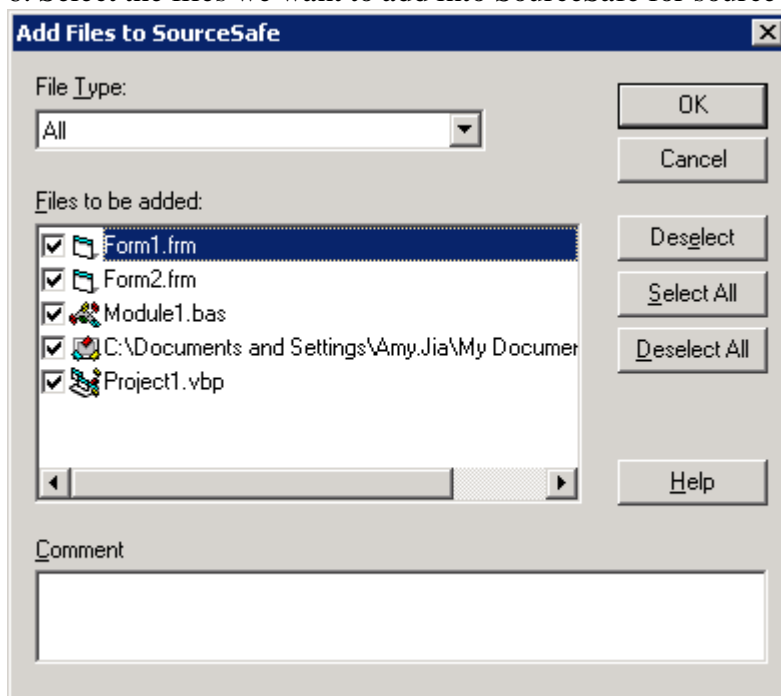 Add Files to SourceSafe
File Type:
All
OK
Cancel
Files to be added:
Form1.frm
Form2.frm
Module1.bas
C:\Documents and Settings\Amy.Jia\My Documer
Project1.vbp
Deselect
Select All
Deselect All
Help
Comment